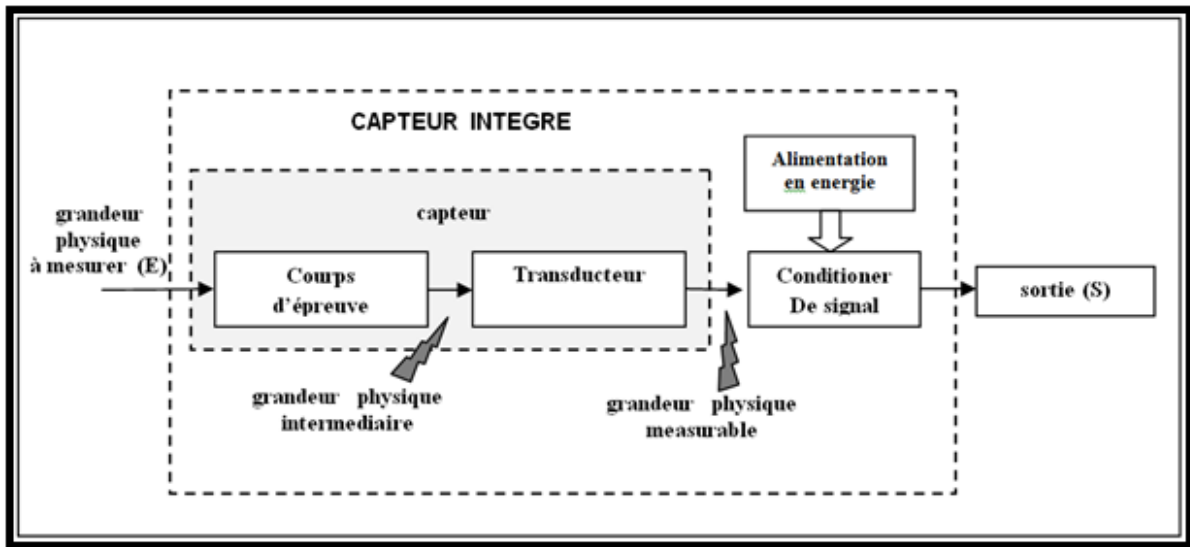 CAPTEUR INTEGRE
Alimentation
en energie
capteur
grandeur
physique
à mesurer (E)
Courps
d'épreuve
Transducteur
Conditioner
De signal
sortie (S)
grandeur physique
intermediaire
grandeur physique
measurable